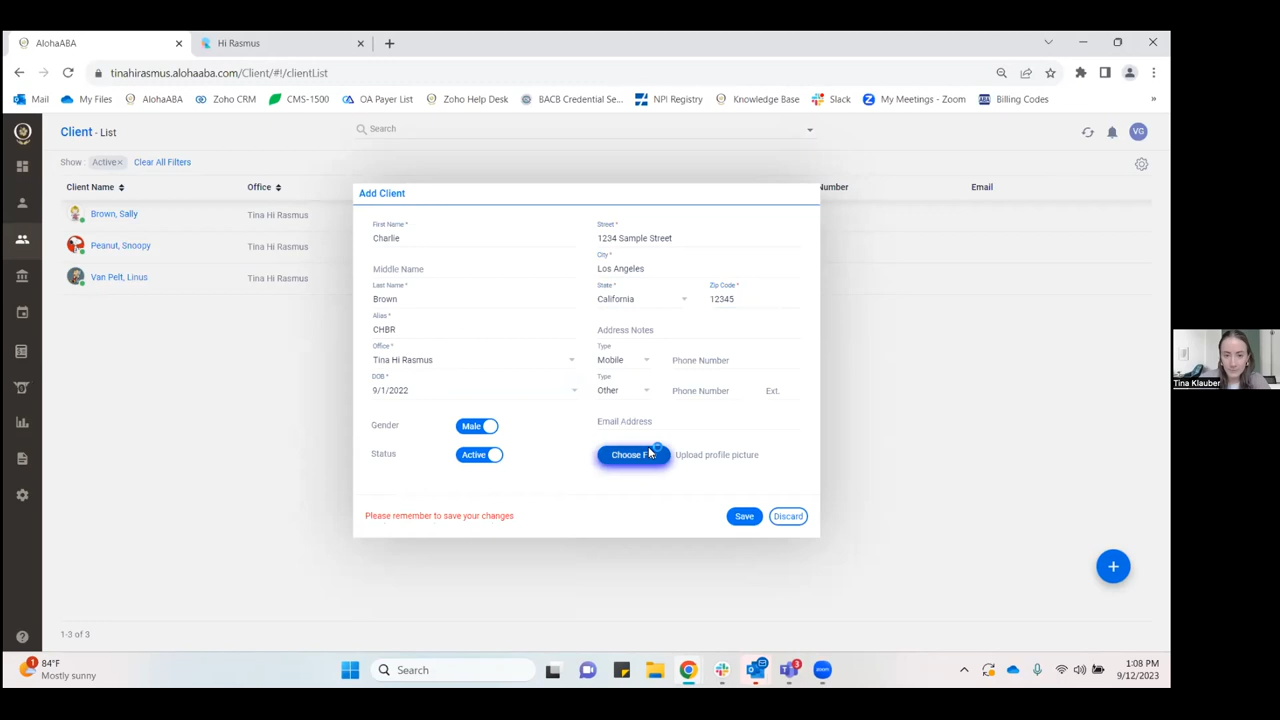 AlohaABA
Hi Rasmus
tinahirasmus.alohaaba.com/Client/#!/clientList
Mail My Files AlohaABA Zoho CRM CMS-1500 OA Payer List Zoho Help Desk BACB Credential Se... NPI Registry Knowledge Base Slack My Meetings - Zoom Billing Codes »
Client - List
Search
VG
Show : Active× Clear All Filters
Client Name Office Number Email
Brown, Sally Tina Hi Rasmus
Peanut, Snoopy Tina Hi Rasmus
Van Pelt, Linus Tina Hi Rasmus
Add Client
First Name * Street *
Charlie 1234 Sample Street
City *
Middle Name Los Angeles
Last Name * State * Zip Code *
Brown California 12345
Alias *
CHBR Address Notes
Office * Type
Tina Hi Rasmus Mobile Phone Number
DOB * Type
9/1/2022 Other Phone Number Ext.
Gender Male Email Address
Status Active Choose Upload profile picture
Please remember to save your changes Save Discard
1-3 of 3
Tina Klauber
1
84°F
Mostly sunny
Search
3
zoom
1:08 PM
9/12/2023